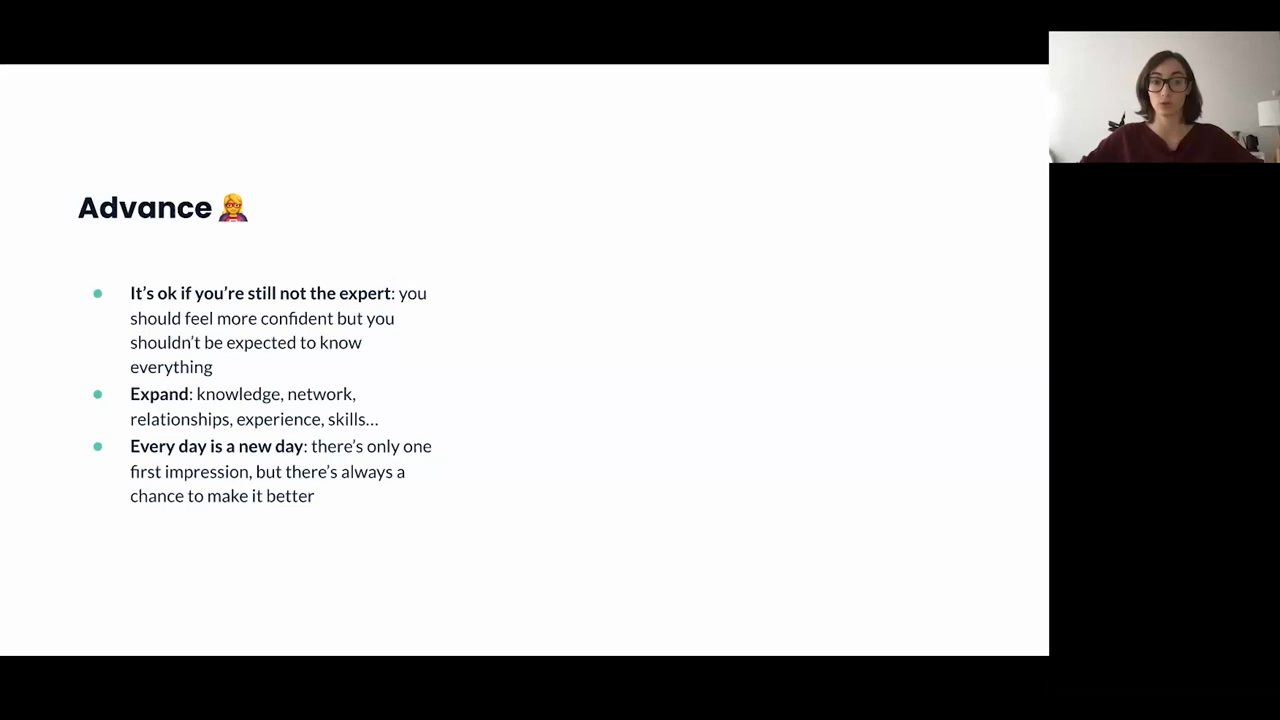 Advance
It’s ok if you’re still not the expert: you
should feel more confident but you
shouldn’t be expected to know
everything
Expand: knowledge, network,
relationships, experience, skills...
Every day is a new day: there’s only one
first impression, but there’s always a
chance to make it better